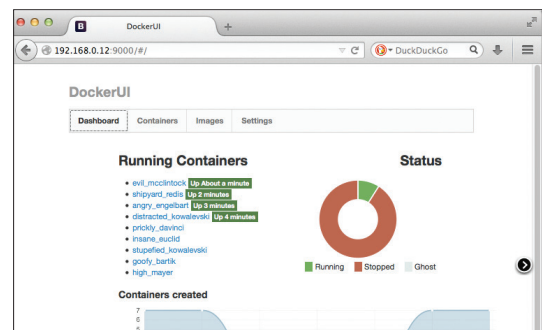 B DockerUI +
192.168.0.12:9000/#/ DuckDuckGo
DockerUI
Dashboard Containers Images Settings
Running Containers
evil_mcclintock Up About a minute
shipyard_redis Up 2 minutes
angry_engelbart Up 3 minutes
distracted_kowalevski Up 4 minutes
prickly_davinci
insane_euclid
stupefied_kowalevski
goofy_bartik
high_mayer
Status
Running Stopped Ghost
Containers created
7
6
5